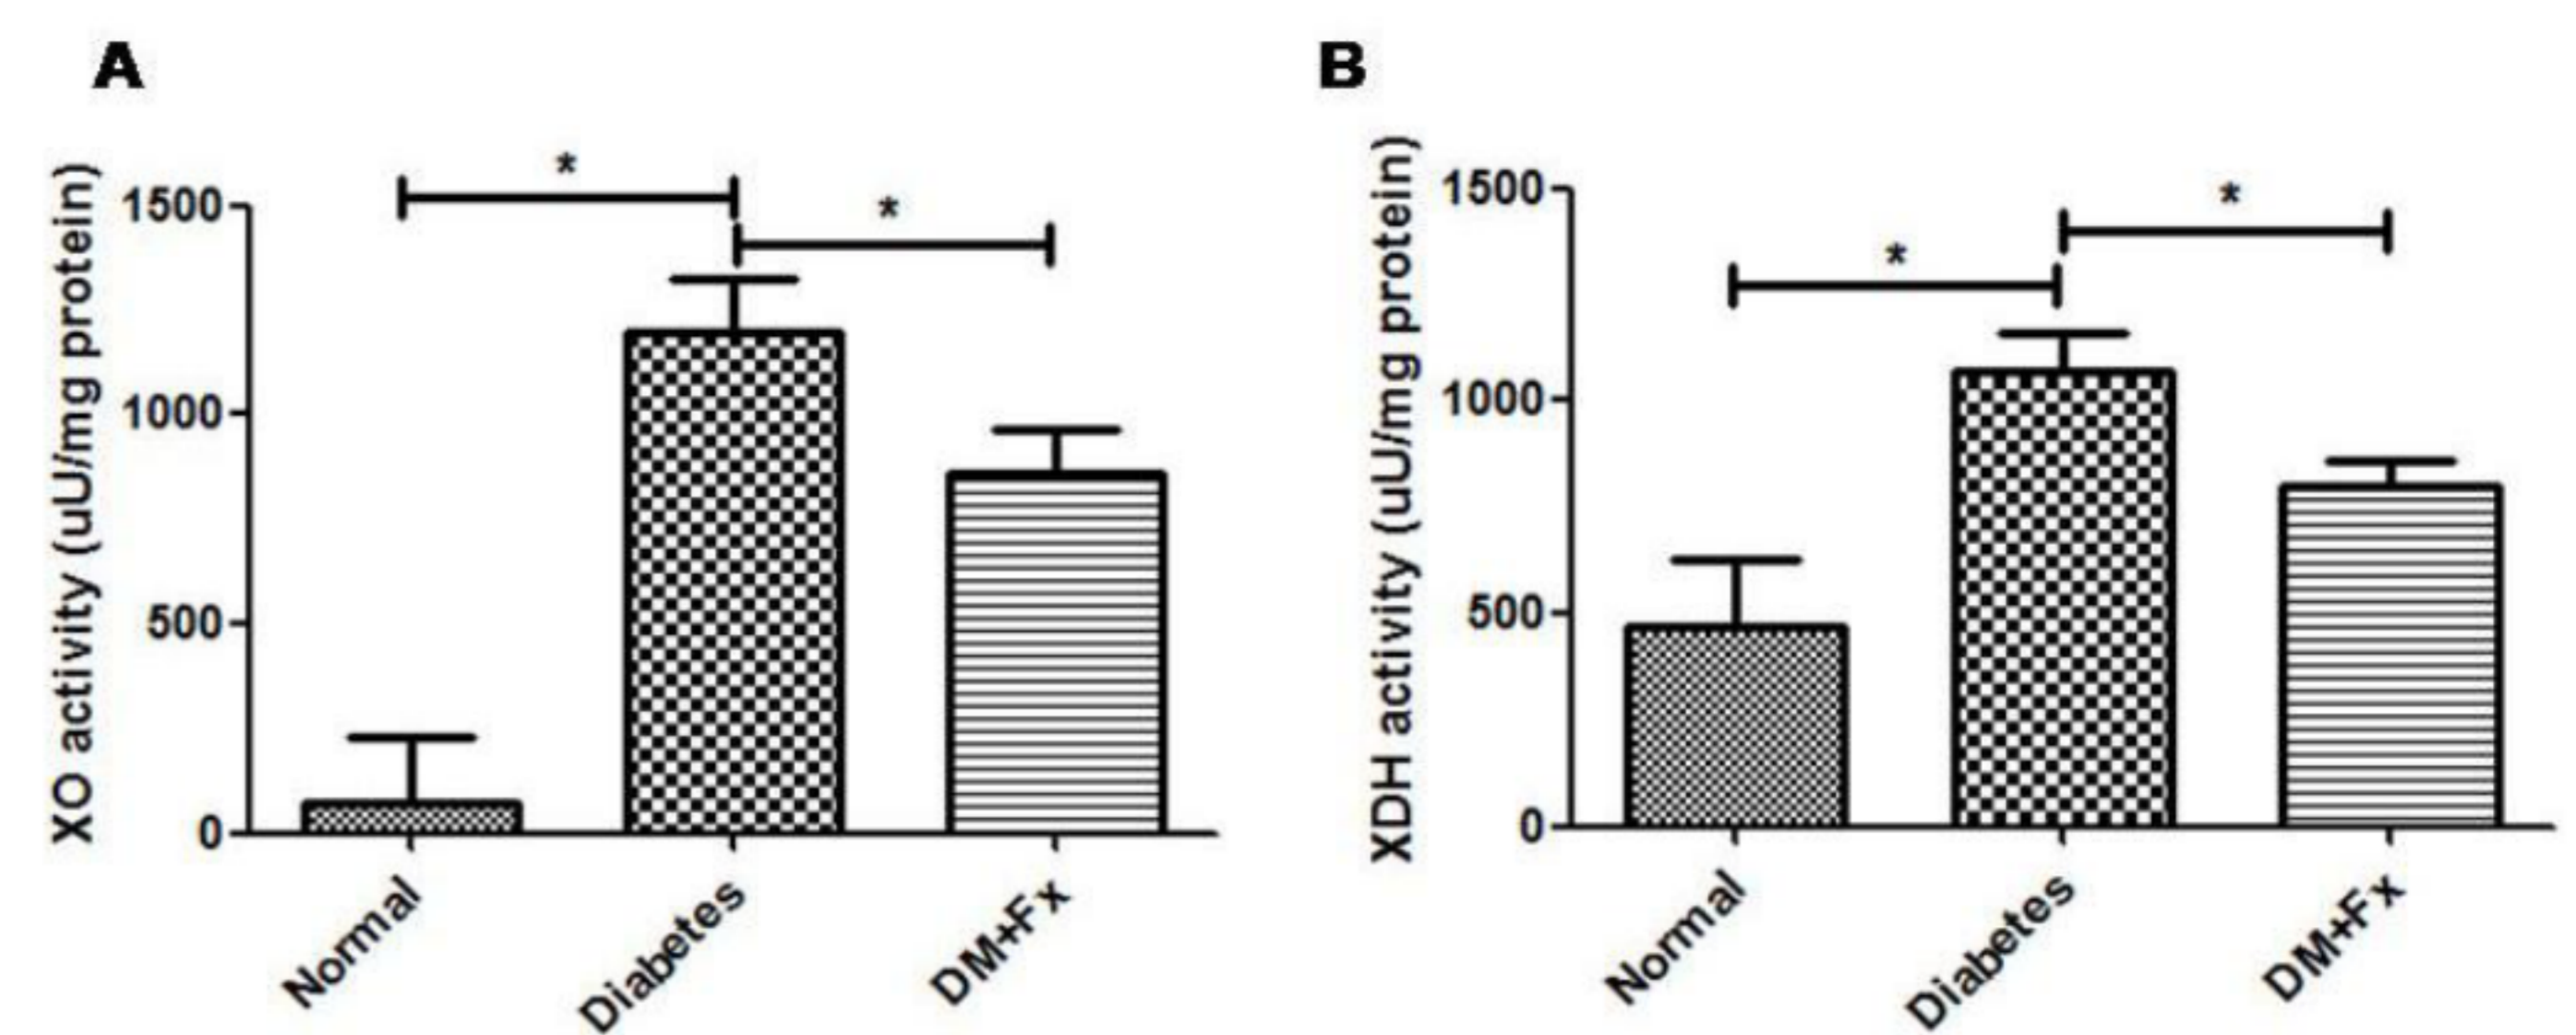 A
XO activity (uU/mg protein)
1500
1000
500
0
*
*
Normal
Diabetes
DM+Fx
B
XDH activity (uU/mg protein)
1500
1000
500
0
*
*
Normal
Diabetes
DM+Fx